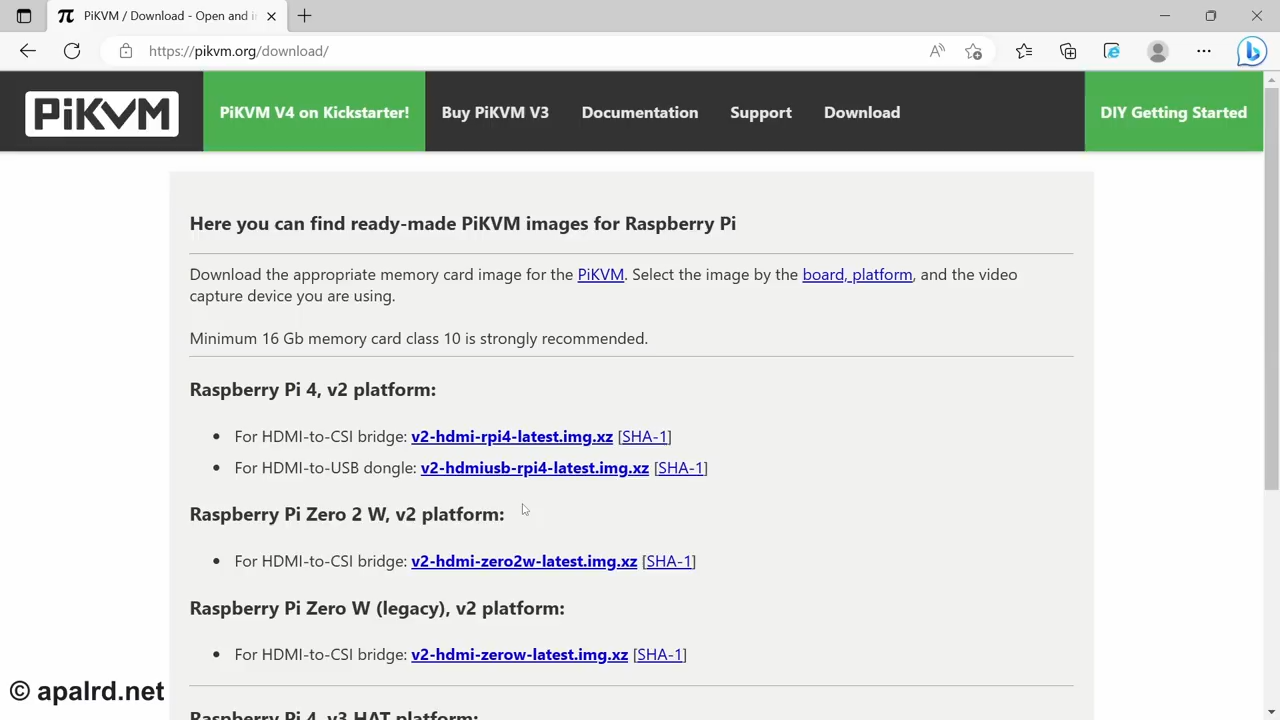 PiKVM / Download - Open and i
https://pikvm.org/download/
PiKVM
PiKVM V4 on Kickstarter!
Buy PiKVM V3
Documentation
Support
Download
DIY Getting Started
Here you can find ready-made PiKVM images for Raspberry Pi
Download the appropriate memory card image for the PiKVM. Select the image by the board, platform, and the video
capture device you are using.
Minimum 16 Gb memory card class 10 is strongly recommended.
Raspberry Pi 4, v2 platform:
For HDMI-to-CSI bridge: v2-hdmi-rpi4-latest.img.xz [SHA-1]
For HDMI-to-USB dongle: v2-hdmiusb-rpi4-latest.img.xz [SHA-1]
Raspberry Pi Zero 2 W, v2 platform:
For HDMI-to-CSI bridge: v2-hdmi-zero2w-latest.img.xz [SHA-1]
Raspberry Pi Zero W (legacy), v2 platform:
For HDMI-to-CSI bridge: v2-hdmi-zerow-latest.img.xz [SHA-1]
© apalrd.net
Raspberry Pi 4, v3 HAT platform: